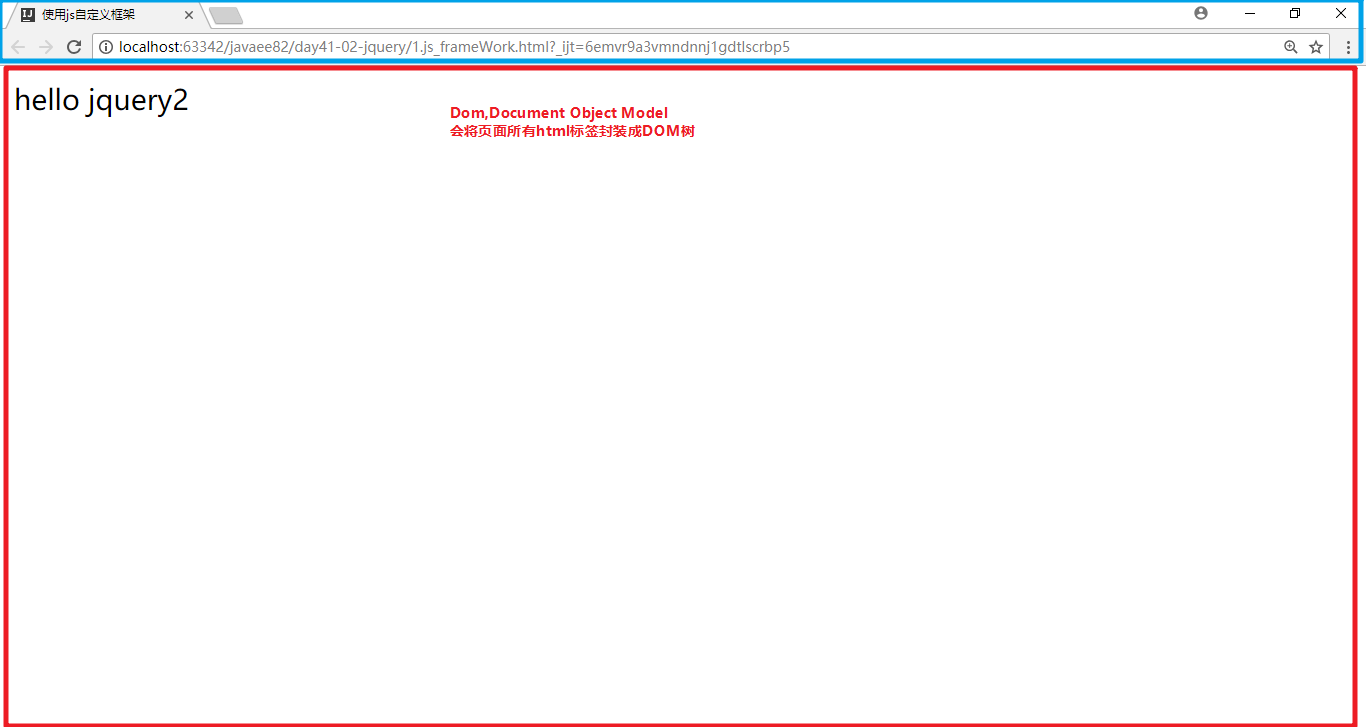 使用js自定义框架
localhost:63342/javaee82/day41-02-jquery/1.js_frameWork.html?_ijt=6emvr9a3vmndnnj1gdtlscrbp5
hello jquery2
Dom,Document Object Model
会将页面所有html标签封装成DOM树